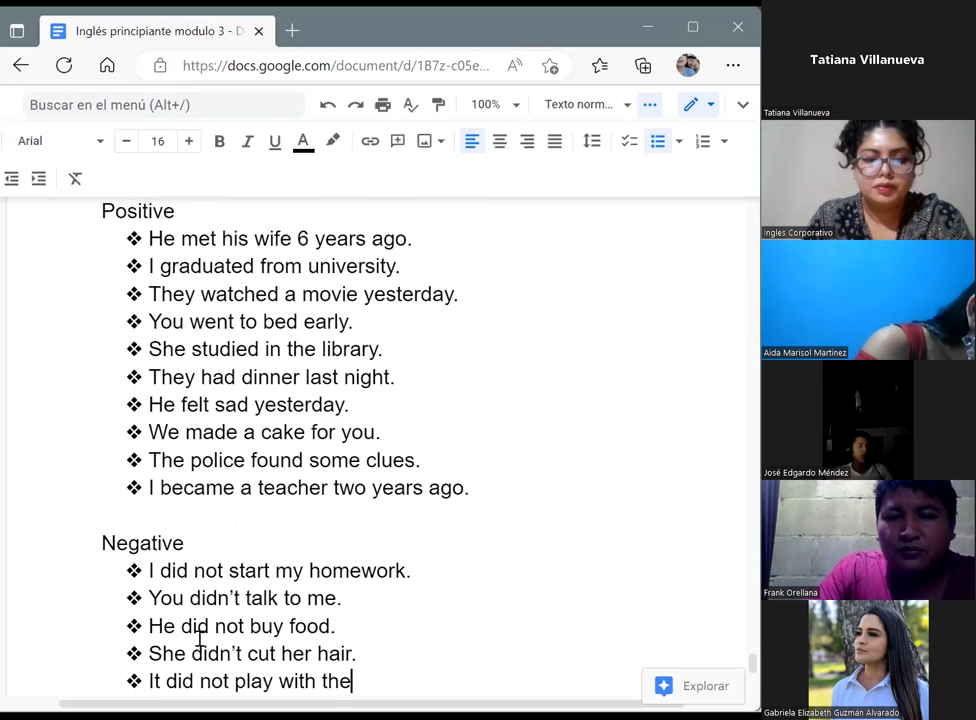 Inglés principiante modulo 3 - D
https://docs.google.com/document/d/1B7z-c05e...
Buscar en el menú (Alt+/)
100%
Texto norm...
Arial
16
Positive
❖ He met his wife 6 years ago.
❖ I graduated from university.
❖ They watched a movie yesterday.
❖ You went to bed early.
❖ She studied in the library.
❖ They had dinner last night.
❖ He felt sad yesterday.
❖ We made a cake for you.
❖ The police found some clues.
❖ I became a teacher two years ago.
Negative
❖ I did not start my homework.
❖ You didn't talk to me.
❖ He did not buy food.
❖ She didn't cut her hair.
❖ It did not play with the
Explorar
Tatiana Villanueva
Tatiana Villanueva
Ingles Corporativo
Aida Marisol Martínez
José Edgardo Méndez
Frank Orellana
Gabriela Elizabeth Guzmán Alvarado